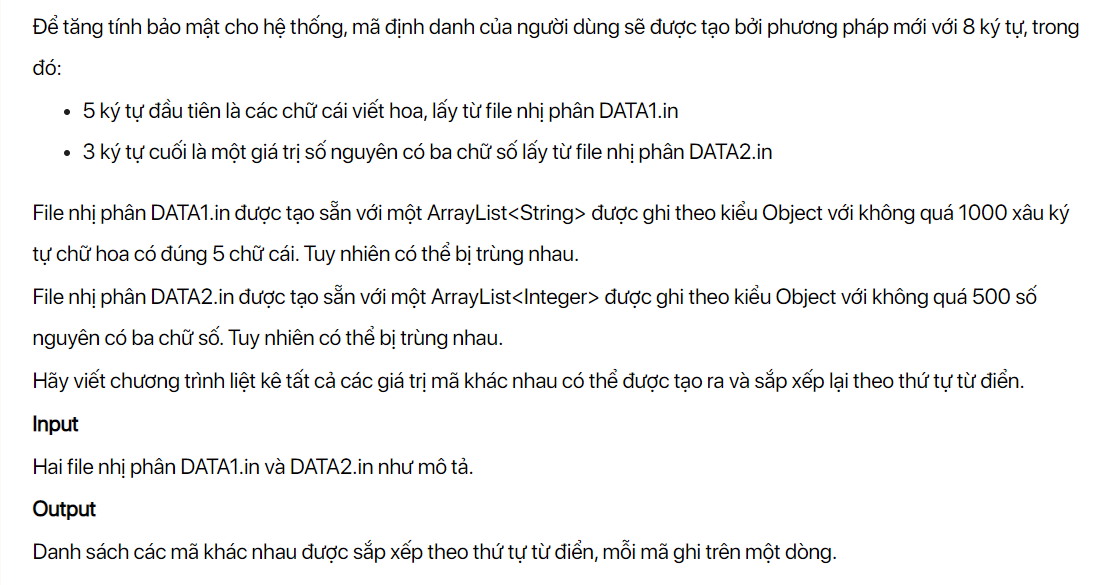 Để tăng tính bảo mật cho hệ thống, mã định danh của người dùng sẽ được tạo bởi phương pháp mới với 8 ký tự, trong
đó:
• 5 ký tự đầu tiên là các chữ cái viết hoa, lấy từ file nhị phân DATA1.in
• 3 ký tự cuối là một giá trị số nguyên có ba chữ số lấy từ file nhị phân DATA2.in
File nhị phân DATA1.in được tạo sẵn với một ArrayList<String> được ghi theo kiểu Object với không quá 1000 xâu ký
tự chữ hoa có đúng 5 chữ cái. Tuy nhiên có thể bị trùng nhau.
File nhị phân DATA2.in được tạo sẵn với một ArrayList<Integer> được ghi theo kiểu Object với không quá 500 số
nguyên có ba chữ số. Tuy nhiên có thể bị trùng nhau.
Hãy viết chương trình liệt kê tất cả các giá trị mã khác nhau có thể được tạo ra và sắp xếp lại theo thứ tự từ điển.
Input
Hai file nhị phân DATA1.in và DATA2.in như mô tả.
Output
Danh sách các mã khác nhau được sắp xếp theo thứ tự từ điển, mỗi mã ghi trên một dòng.